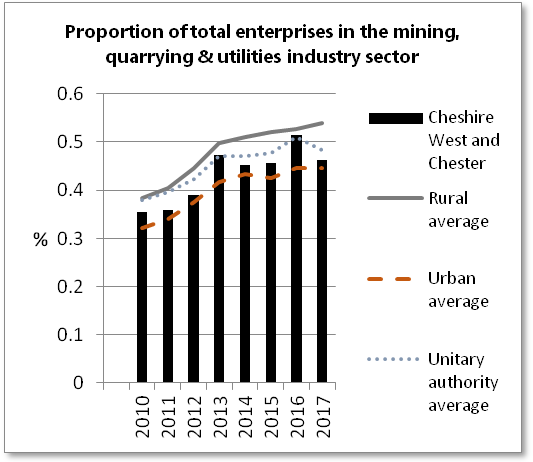 Proportion of total enterprises in the mining,
quarrying & utilities industry sector
0.6
0.5
0.4
0.3
0.2
0.1
0
%
2010
2011
2012
2013
2014
2015
2016
2017
Cheshire
West and
Chester
Rural
average
Urban
average
Unitary
authority
average